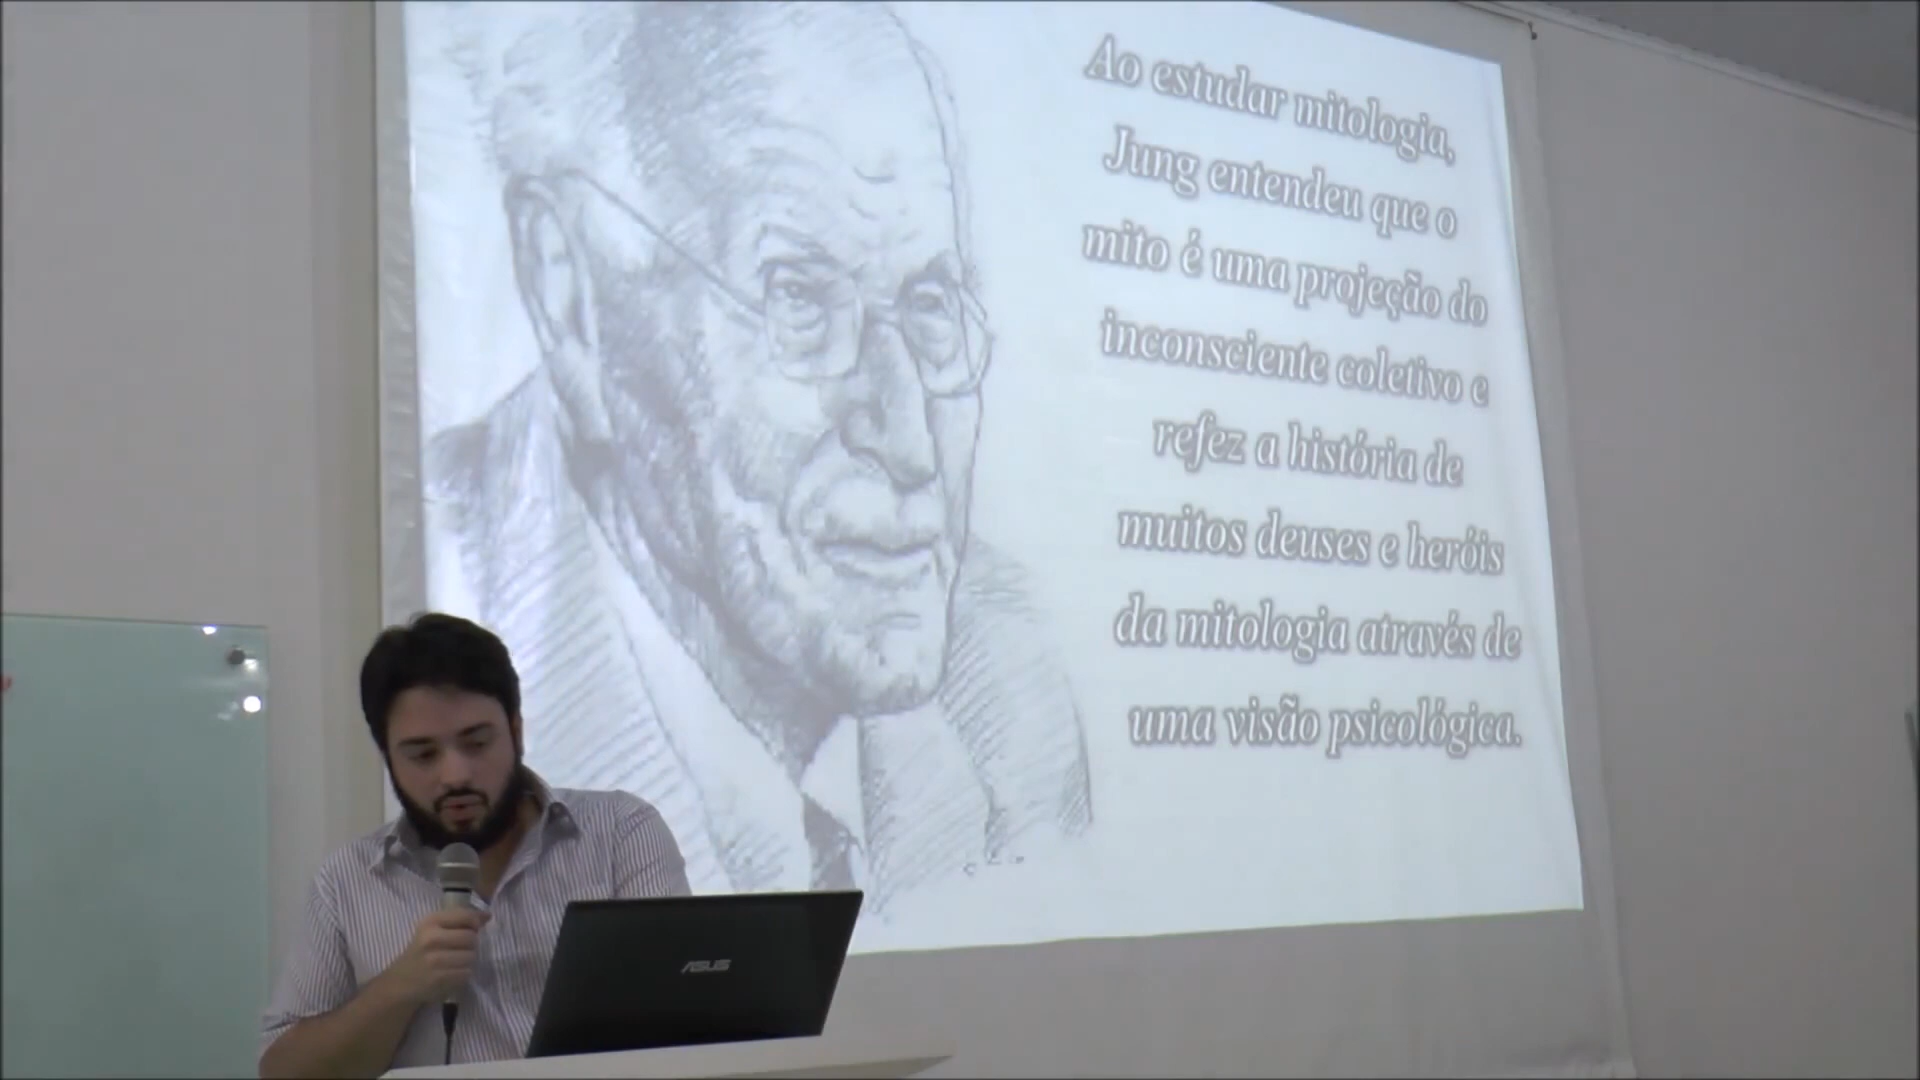 Ao estudar mitologia,
Jung entendeu que o
mito é uma projeção do
inconsciente coletivo e
refez a história de
muitos deuses e heróis
da mitologia através de
uma visão psicológica.
ASUS